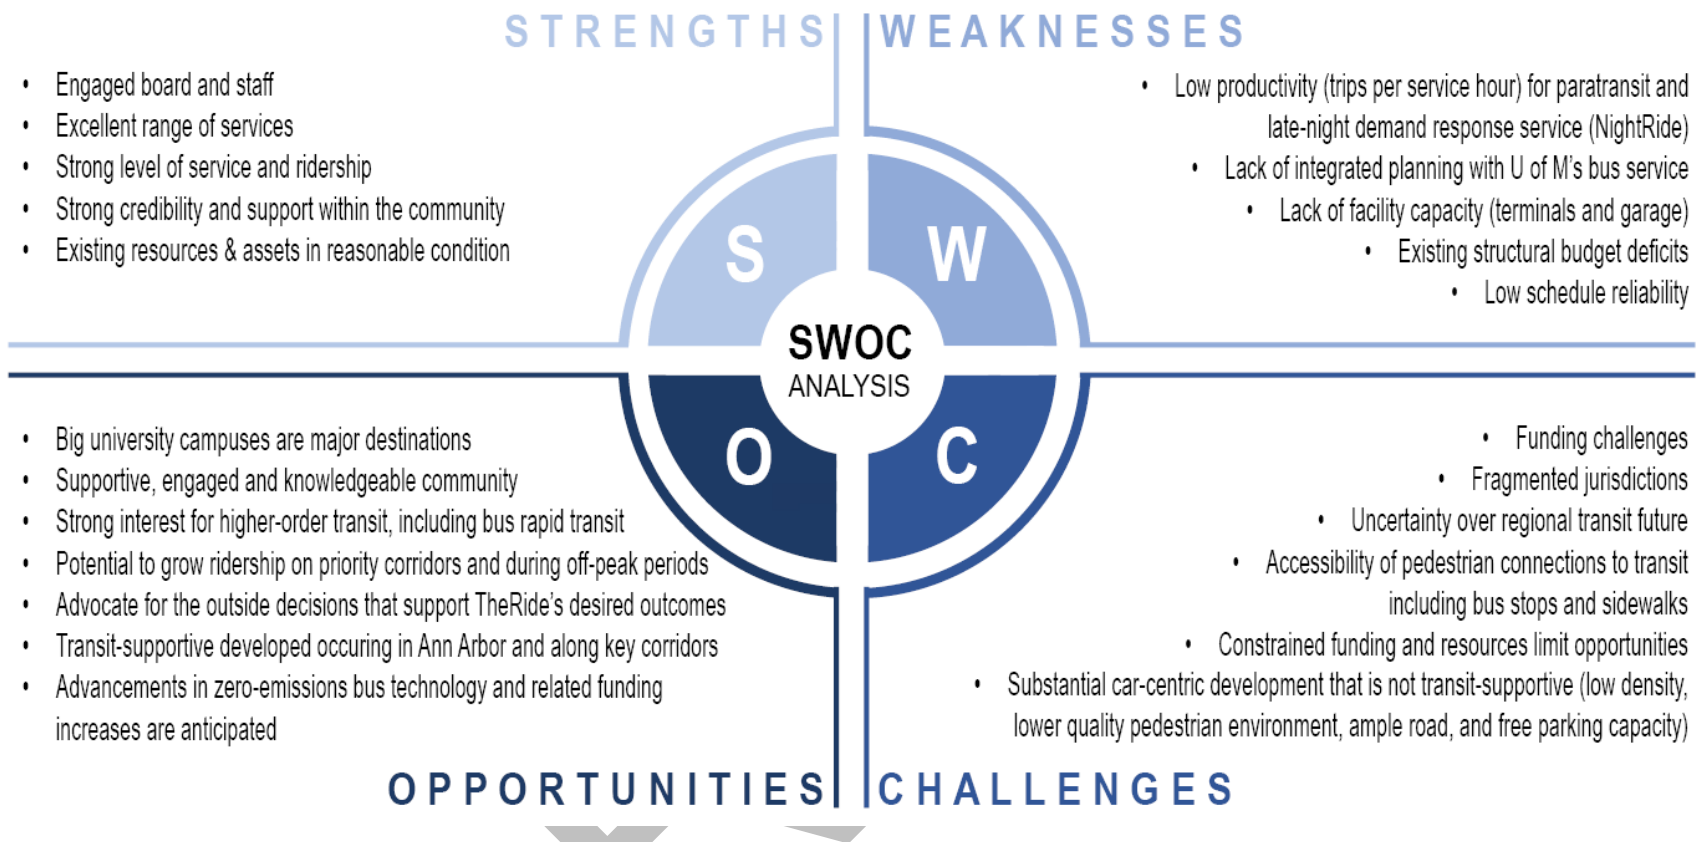 STRENGTHS
• Engaged board and staff
• Excellent range of services
• Strong level of service and ridership
• Strong credibility and support within the community
• Existing resources & assets in reasonable condition
WEAKNESSES
• Low productivity (trips per service hour) for paratransit and
late-night demand response service (NightRide)
• Lack of integrated planning with U of M's bus service
• Lack of facility capacity (terminals and garage)
• Existing structural budget deficits
• Low schedule reliability
S
W
SWOC
ANALYSIS
O
C
• Big university campuses are major destinations
• Supportive, engaged and knowledgeable community
• Strong interest for higher-order transit, including bus rapid transit
• Potential to grow ridership on priority corridors and during off-peak periods
• Advocate for the outside decisions that support TheRide's desired outcomes
• Transit-supportive developed occuring in Ann Arbor and along key corridors
• Advancements in zero-emissions bus technology and related funding
increases are anticipated
OPPORTUNITIES
• Funding challenges
• Fragmented jurisdictions
• Uncertainty over regional transit future
• Accessibility of pedestrian connections to transit
including bus stops and sidewalks
• Constrained funding and resources limit opportunities
• Substantial car-centric development that is not transit-supportive (low density,
lower quality pedestrian environment, ample road, and free parking capacity)
CHALLENGES